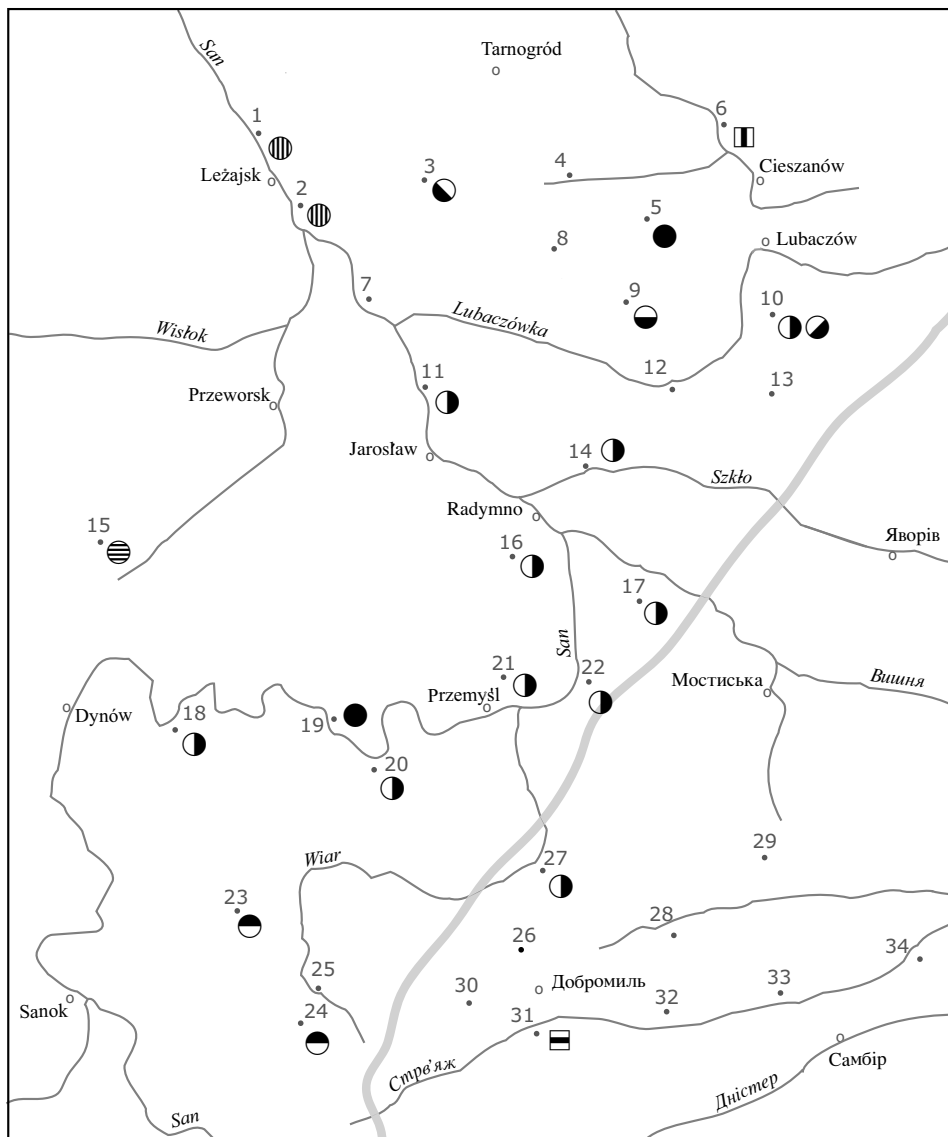 San
Tarnogród
1
6
Leżajsk
3
4
Cieszanów
2
5
8
Lubaczów
7
9
10
Wisłok
Lubaczówka
11
12
13
Przeworsk
Jarosław
14
Szkło
Radymno
15
16
Яворів
17
San
21
22
Przemyśl
Мостиська
Вишня
Dynów
18
19
20
Wiar
27
29
23
28
26
34
25
Sanok
30
Добромиль
33
24
31
32
Стрв'яж
Самбір
Дністер
San